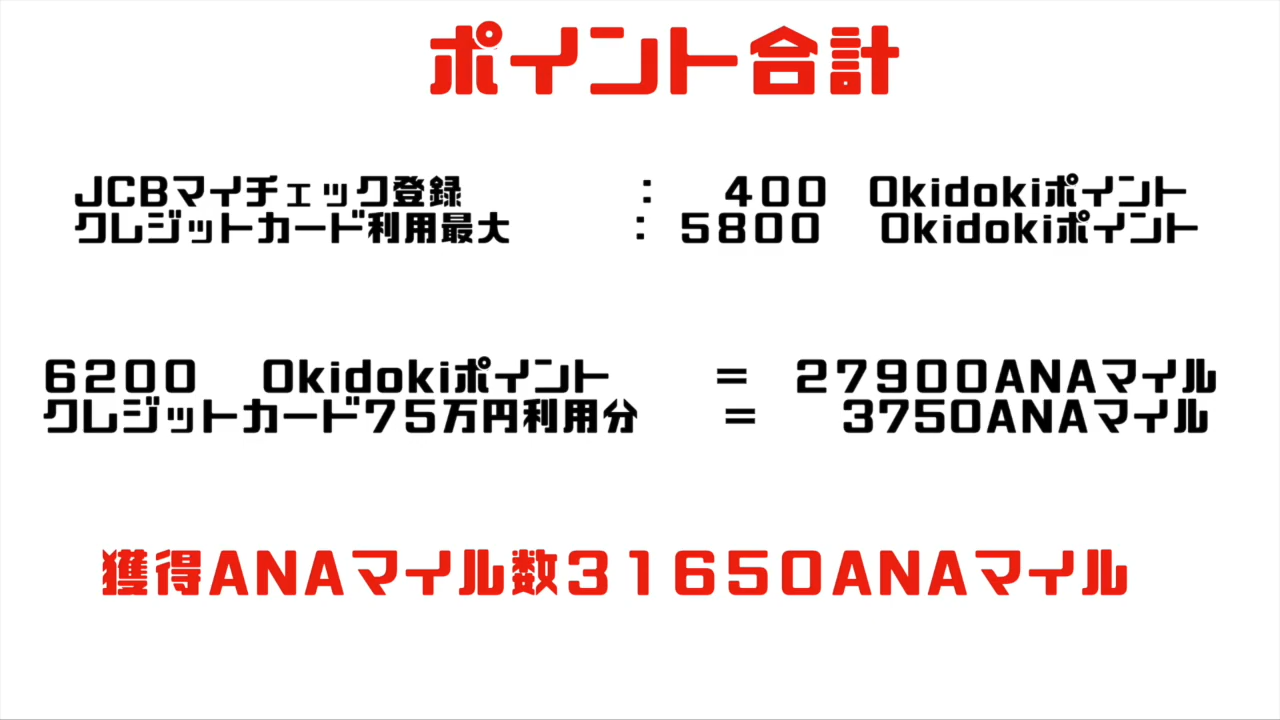 ポイント合計
JCBマイチェック登録 : 400 Okidokiポイント
クレジットカード利用最大 : 5800 Okidokiポイント
6200 Okidokiポイント = 27900ANAマイル
クレジットカード75万円利用分 = 3750ANAマイル
獲得ANAマイル数31650ANAマイル